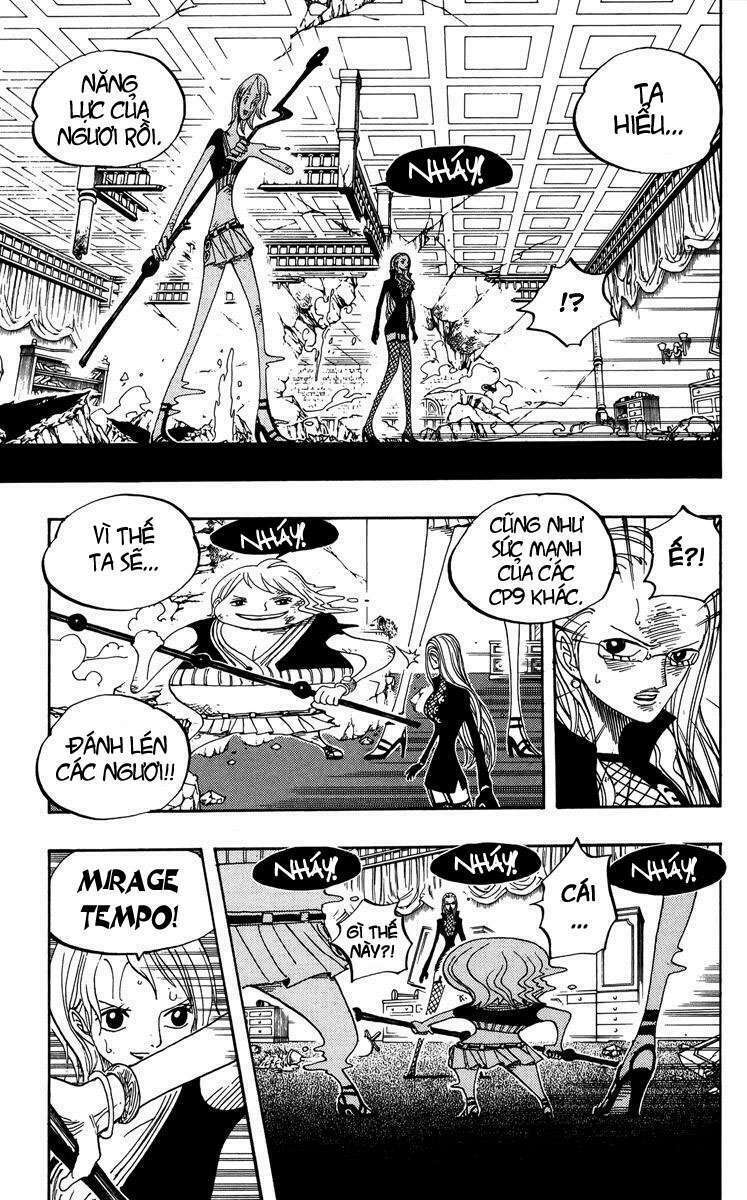 TA
HIỂU...
NĂNG
LỰC CỦA
NGƯƠI RỒI.
NHÁY!
!?
Ế?!
CŨNG NHƯ
SỨC MẠNH
CỦA CÁC
CP9 KHÁC.
NHÁY!
VÌ THẾ
TA SẼ...
ĐÁNH LÉN
CÁC NGƯƠI!!
NHÁY!
CÁI
...
NHÁY!
GÌ THẾ
NÀY?!
NHÁY!
MIRAGE
TEMPO!